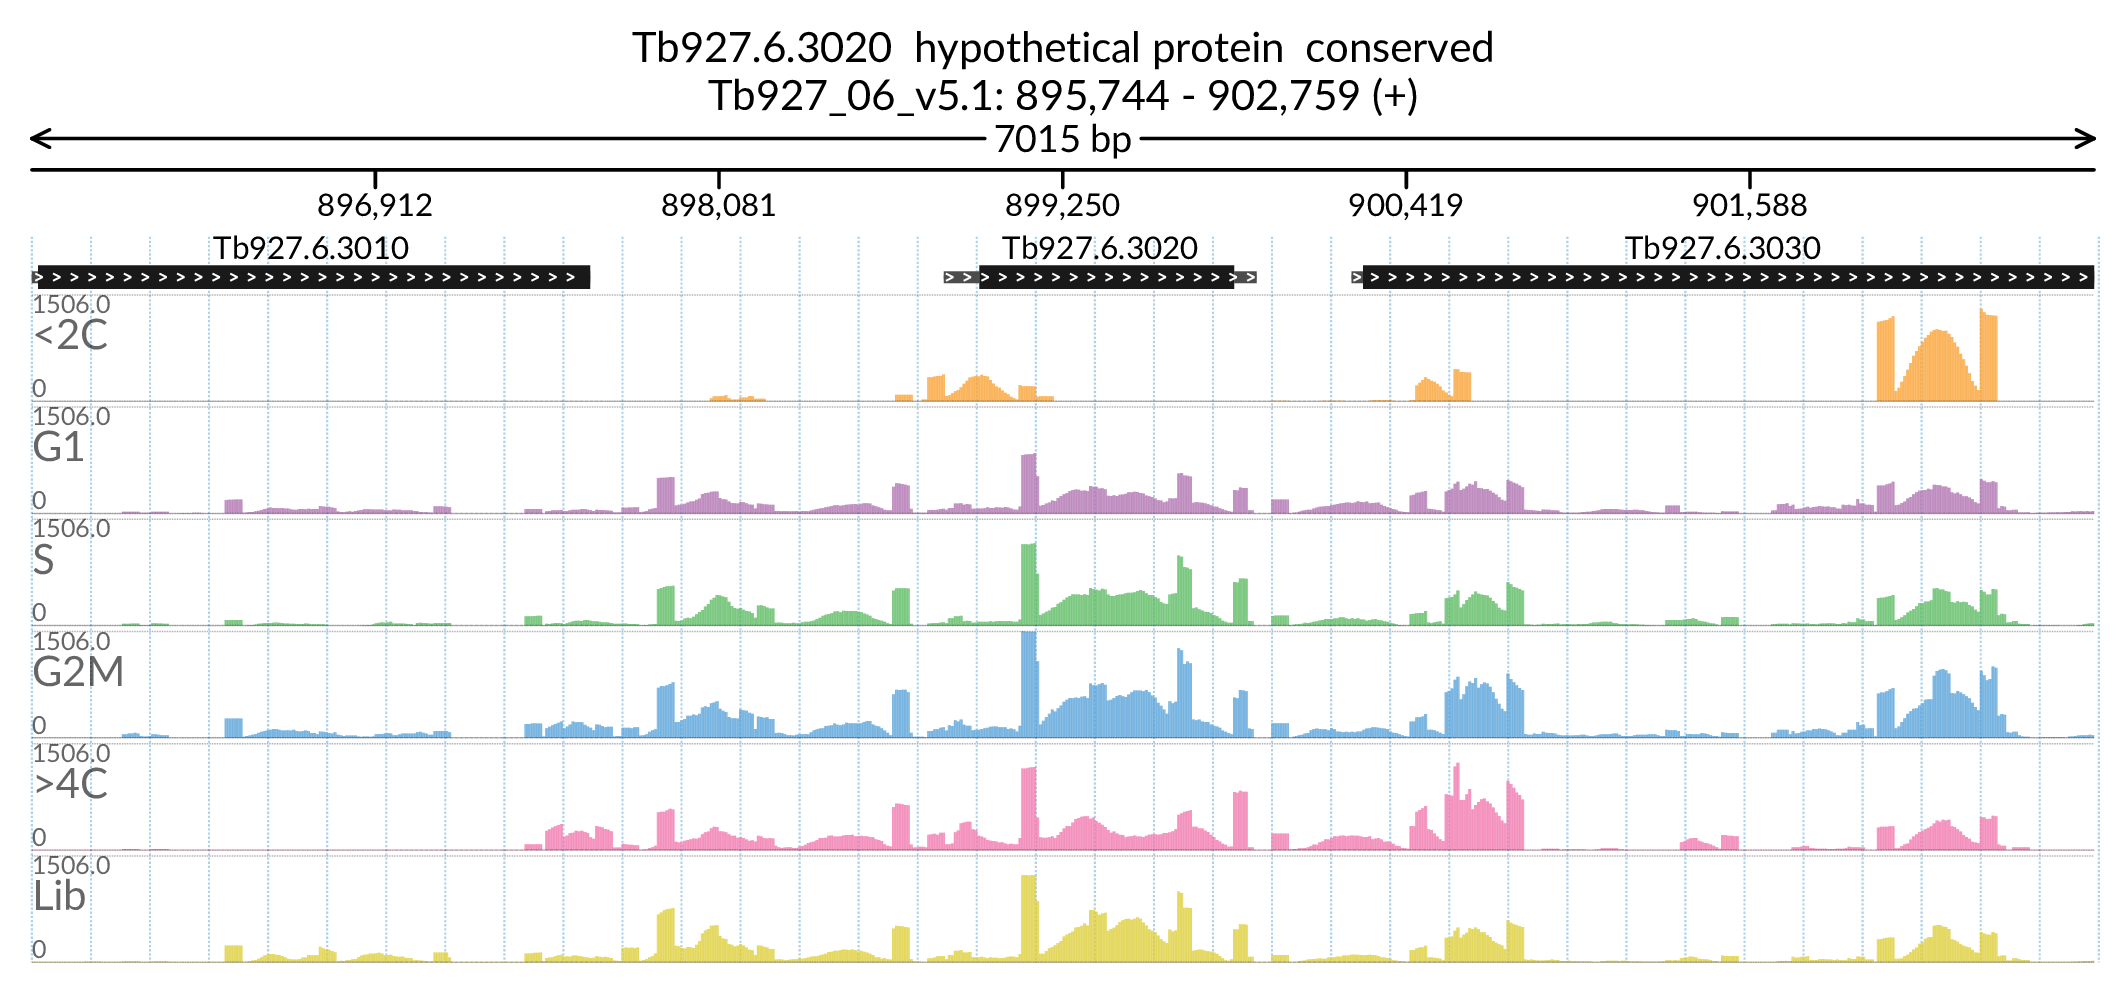 Tb927.6.3020  hypothetical protein  conserved
Tb927_06_v5.1: 895,744 - 902,759 (+)
7015 bp
896,912 898,081 899,250 900,419 901,588
Tb927.6.3010 Tb927.6.3020 Tb927.6.3030
1506.0
<2C
0
1506.0
G1
0
1506.0
S
0
1506.0
G2M
0
1506.0
>4C
0
1506.0
Lib
0